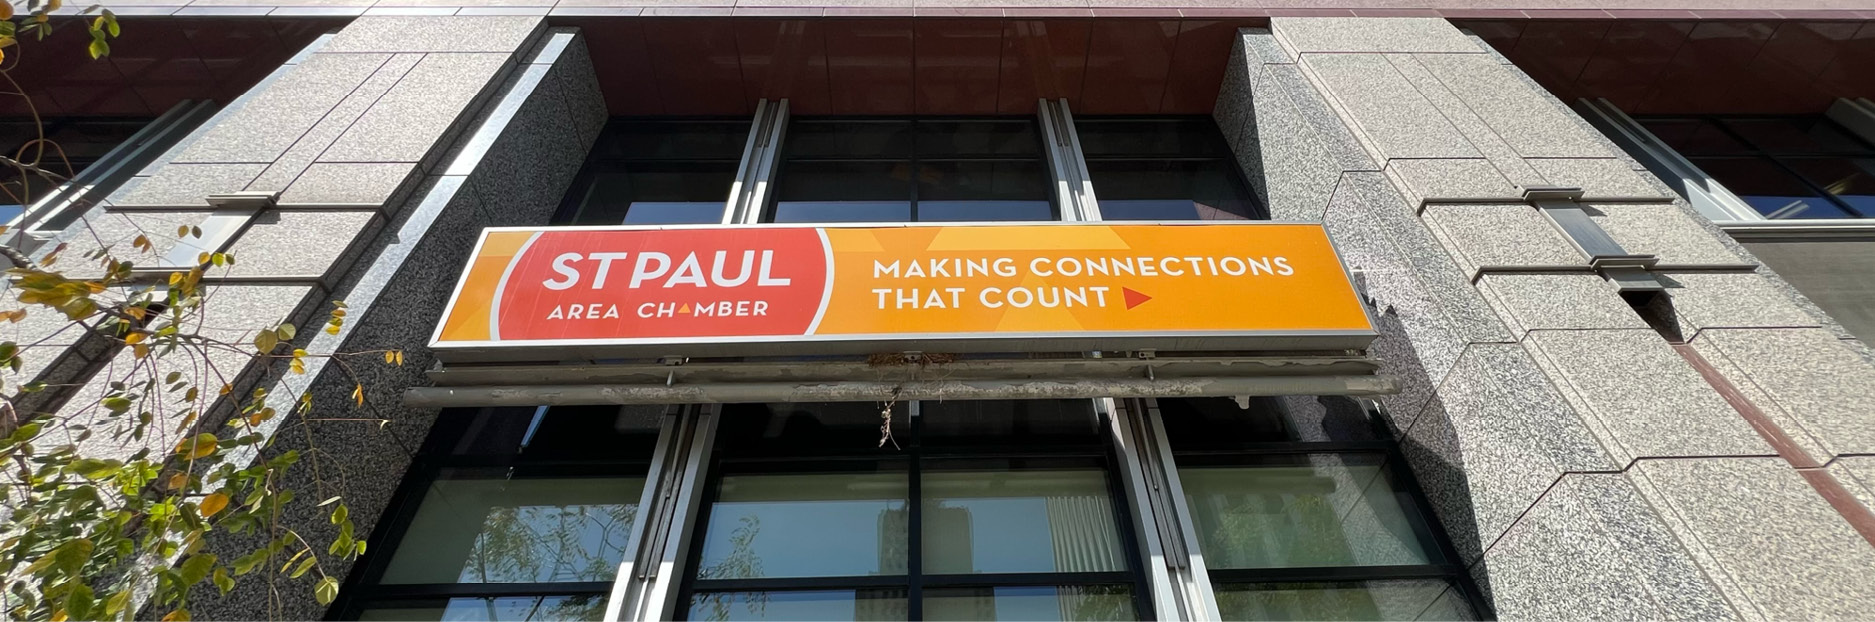 ST PAUL
AREA CHAMBER
MAKING CONNECTIONS
THAT COUNT